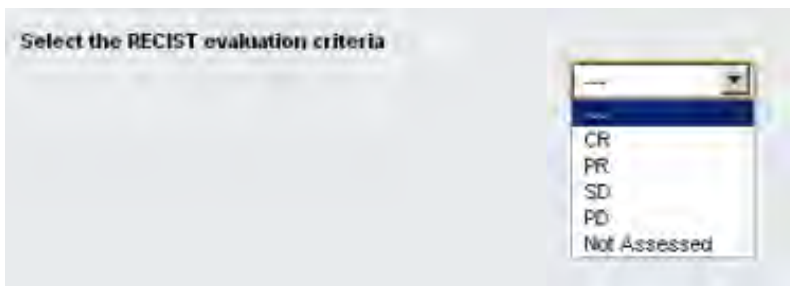 Select the RECIST evaluation criteria
---
---
CR
PR
SD
PD
Not Assessed